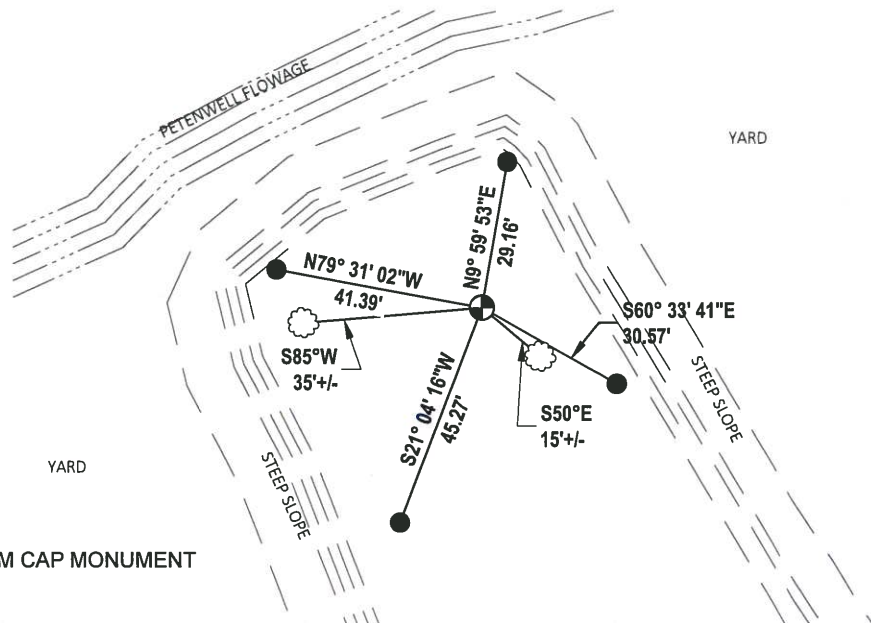 PETENWELL FLOWAGE
YARD
N9° 59' 53"E
29.16'
N79° 31' 02"W
41.39'
S60° 33' 41"E
30.57'
S85°W
35'+/-
S21° 04' 16"W
45.27'
S50°E
15'+/-
STEEP SLOPE
YARD
STEEP SLOPE
M CAP MONUMENT